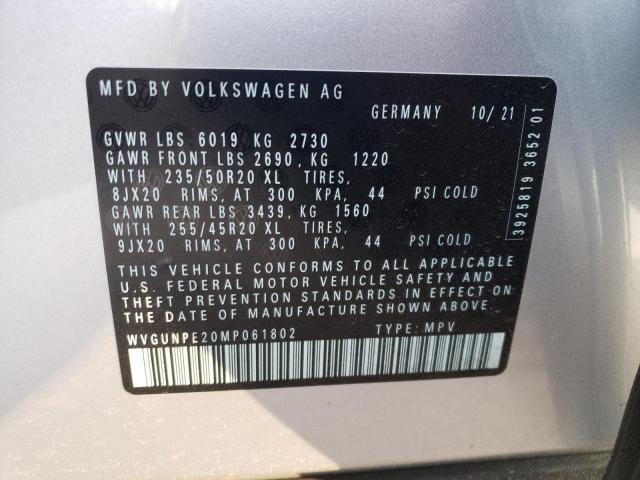 MFD BY VOLKSWAGEN AG
GERMANY 10/21
GVWR LBS 6019 KG 2730
GAWR FRONT LBS 2690, KG 1220
WITH 235/50R20 XL TIRES,
8JX20 RIMS, AT 300 KPA, 44 PSI COLD
GAWR REAR LBS 3439, KG 1560
WITH 255/45R20 XL TIRES,
9JX20 RIMS, AT 300 KPA, 44 PSI COLD
THIS VEHICLE CONFORMS TO ALL APPLICABLE
U.S. FEDERAL MOTOR VEHICLE SAFETY AND
THEFT PREVENTION STANDARDS IN EFFECT ON
THE DATE OF MANUFACTURE SHOWN ABOVE.
WVGUNPE20MP061802 TYPE: MPV
3925819 3652 01